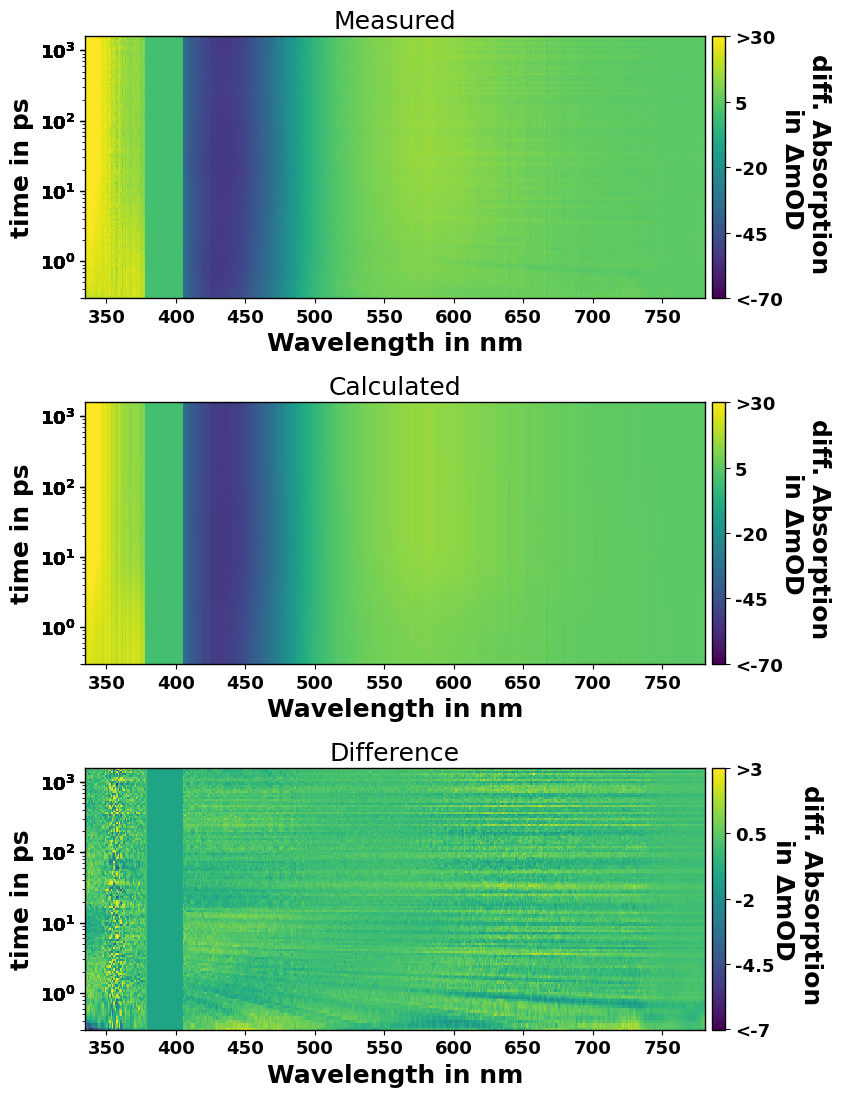 Measured
time in ps
10³
10²
10¹
10⁰
350 400 450 500 550 600 650 700 750
Wavelength in nm
>30
5
-20
-45
<-70
diff. Absorption
in ΔmOD
Calculated
time in ps
10³
10²
10¹
10⁰
350 400 450 500 550 600 650 700 750
Wavelength in nm
>30
5
-20
-45
<-70
diff. Absorption
in ΔmOD
Difference
time in ps
10³
10²
10¹
10⁰
350 400 450 500 550 600 650 700 750
Wavelength in nm
>3
0.5
-2
-4.5
<-7
diff. Absorption
in ΔmOD